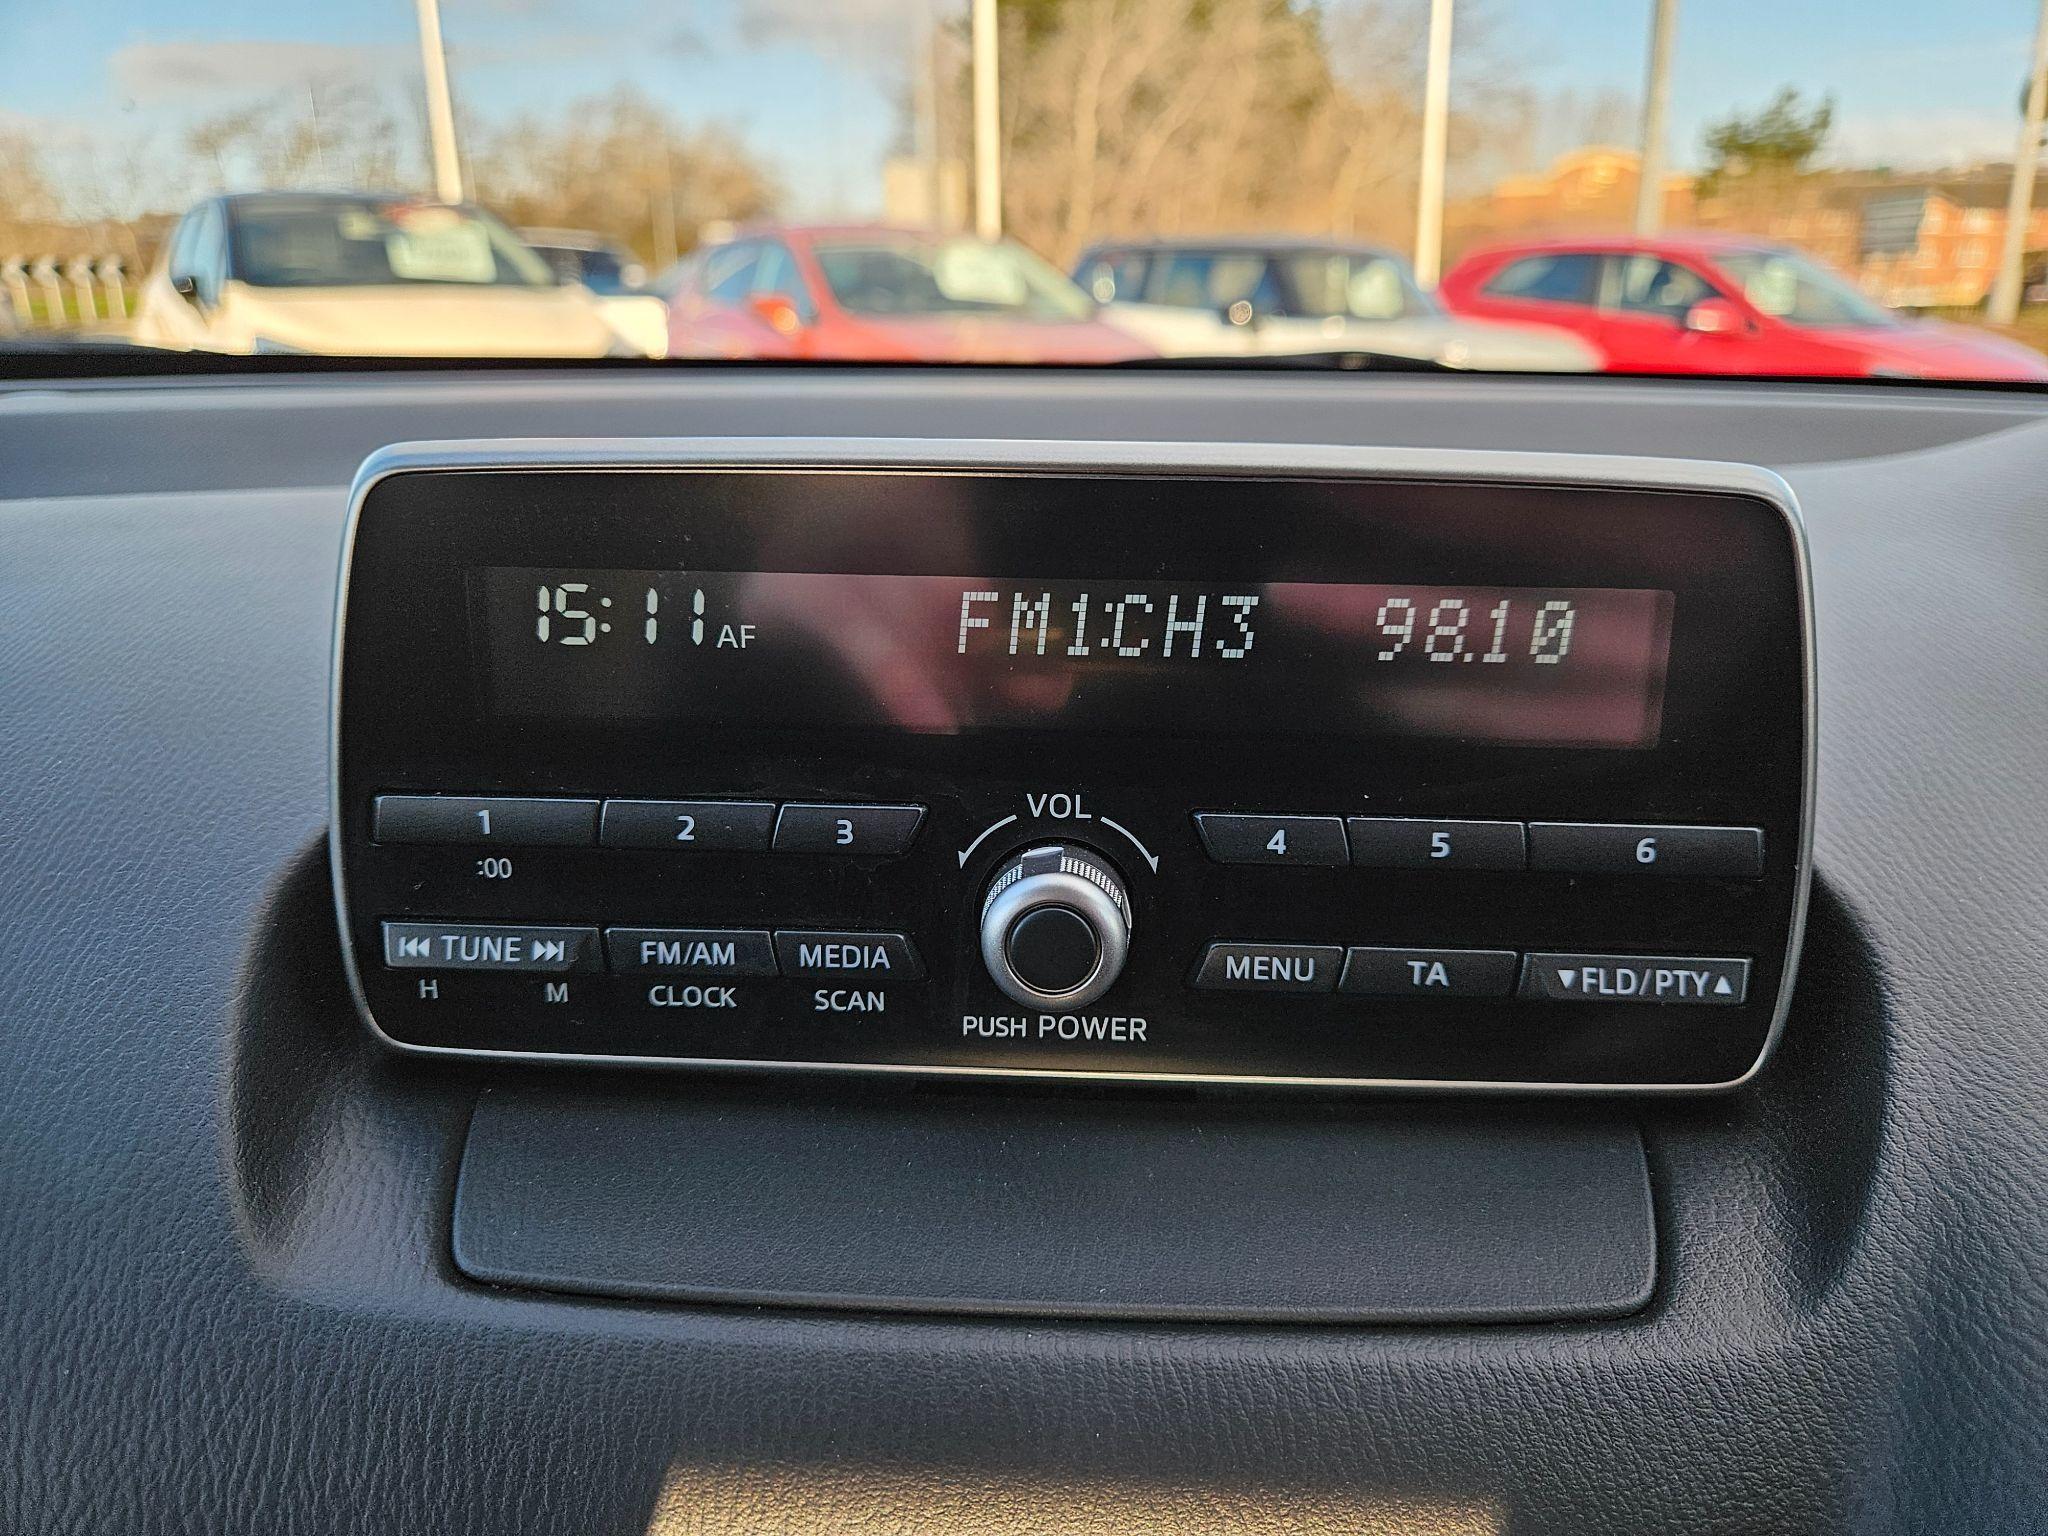 15:11 AF FM1:CH3 98.10
VOL
1 2 3 4 5 6
:00
⏮ TUNE ⏭ FM/AM MEDIA MENU TA ▼FLD/PTY▲
H M CLOCK SCAN
PUSH POWER